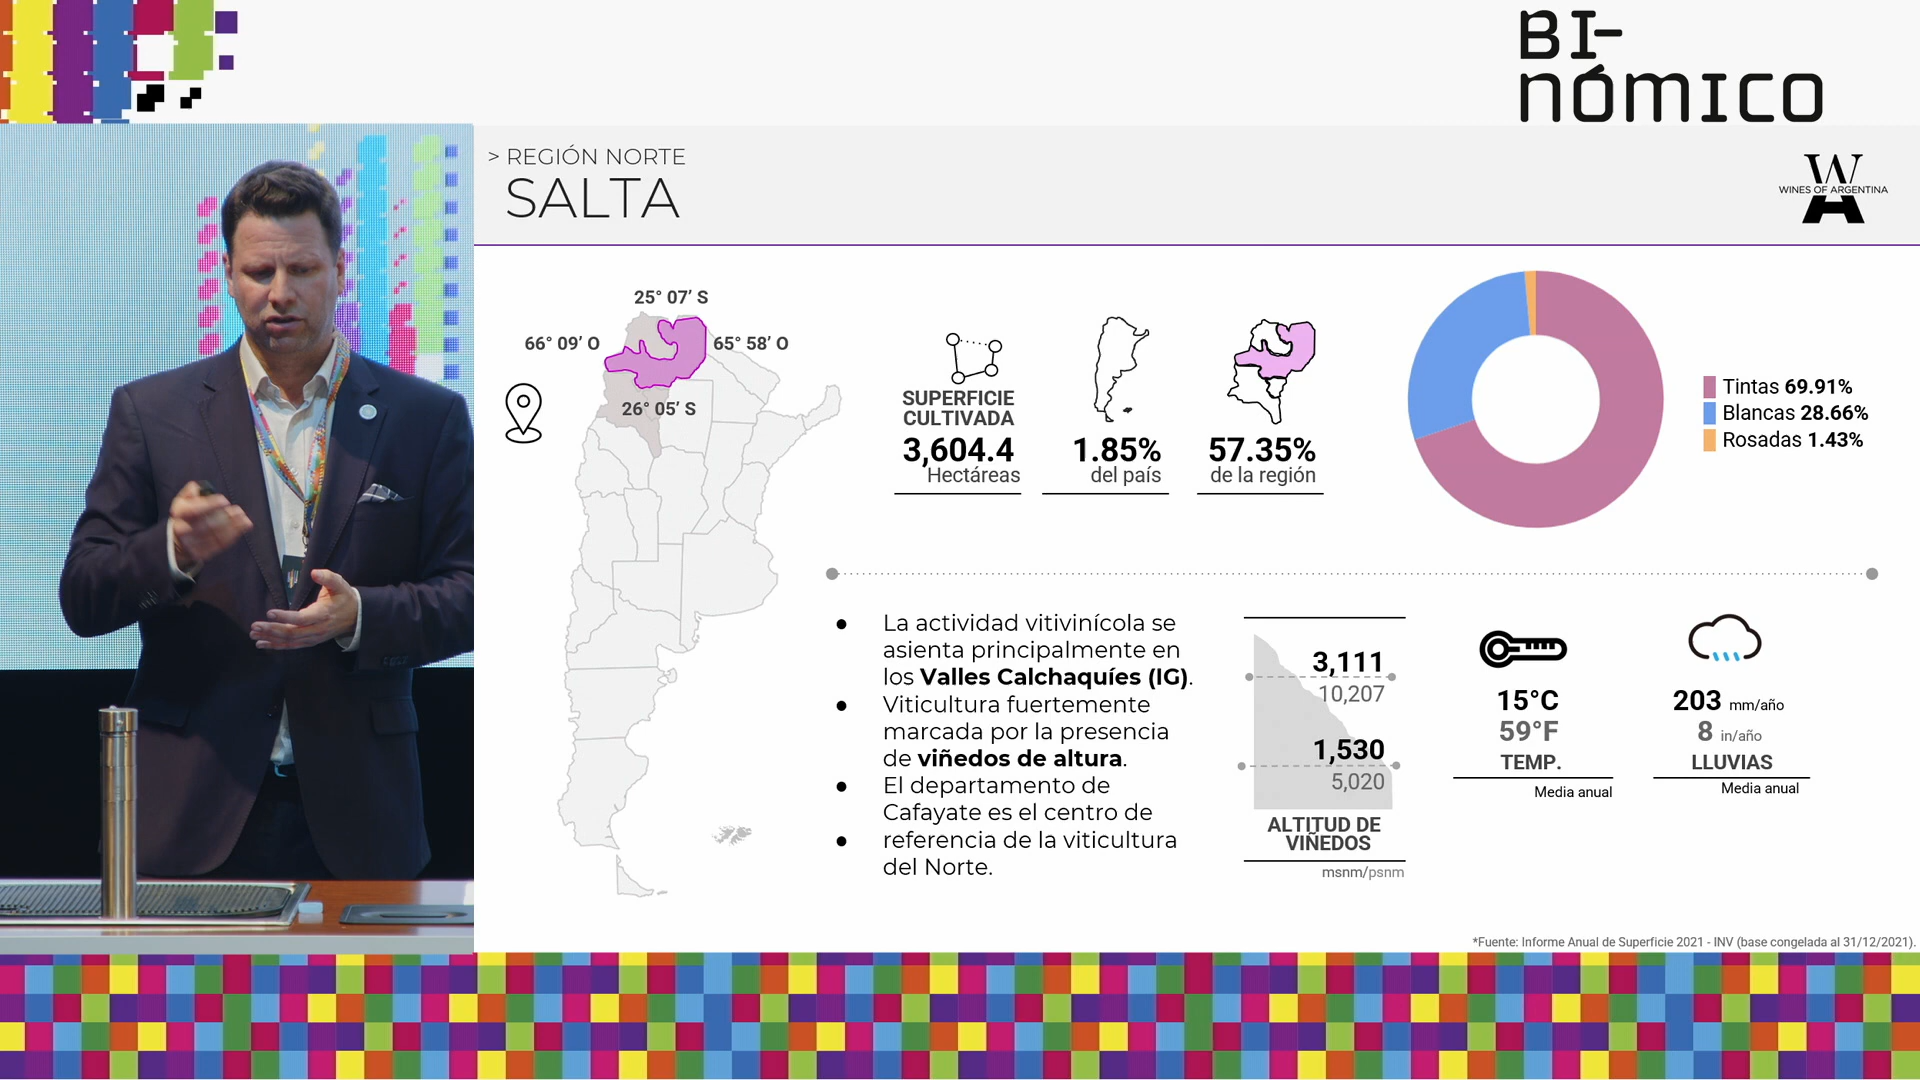 BI-
NÓMICO
> REGIÓN NORTE
SALTA
W
WINES OF ARGENTINA
A
25° 07’ S
66° 09’ O
65° 58’ O
26° 05’ S
SUPERFICIE
CULTIVADA
3,604.4
Hectáreas
1.85%
del país
57.35%
de la región
Tintas 69.91%
Blancas 28.66%
Rosadas 1.43%
● La actividad vitivinícola se
asienta principalmente en
los Valles Calchaquíes (IG).
● Viticultura fuertemente
marcada por la presencia
de viñedos de altura.
● El departamento de
Cafayate es el centro de
● referencia de la viticultura
del Norte.
3,111
10,207
1,530
5,020
ALTITUD DE
VIÑEDOS
msnm/psnm
15°C
59°F
TEMP.
Media anual
203 mm/año
8 in/año
LLUVIAS
Media anual
*Fuente: Informe Anual de Superficie 2021 - INV (base congelada al 31/12/2021).